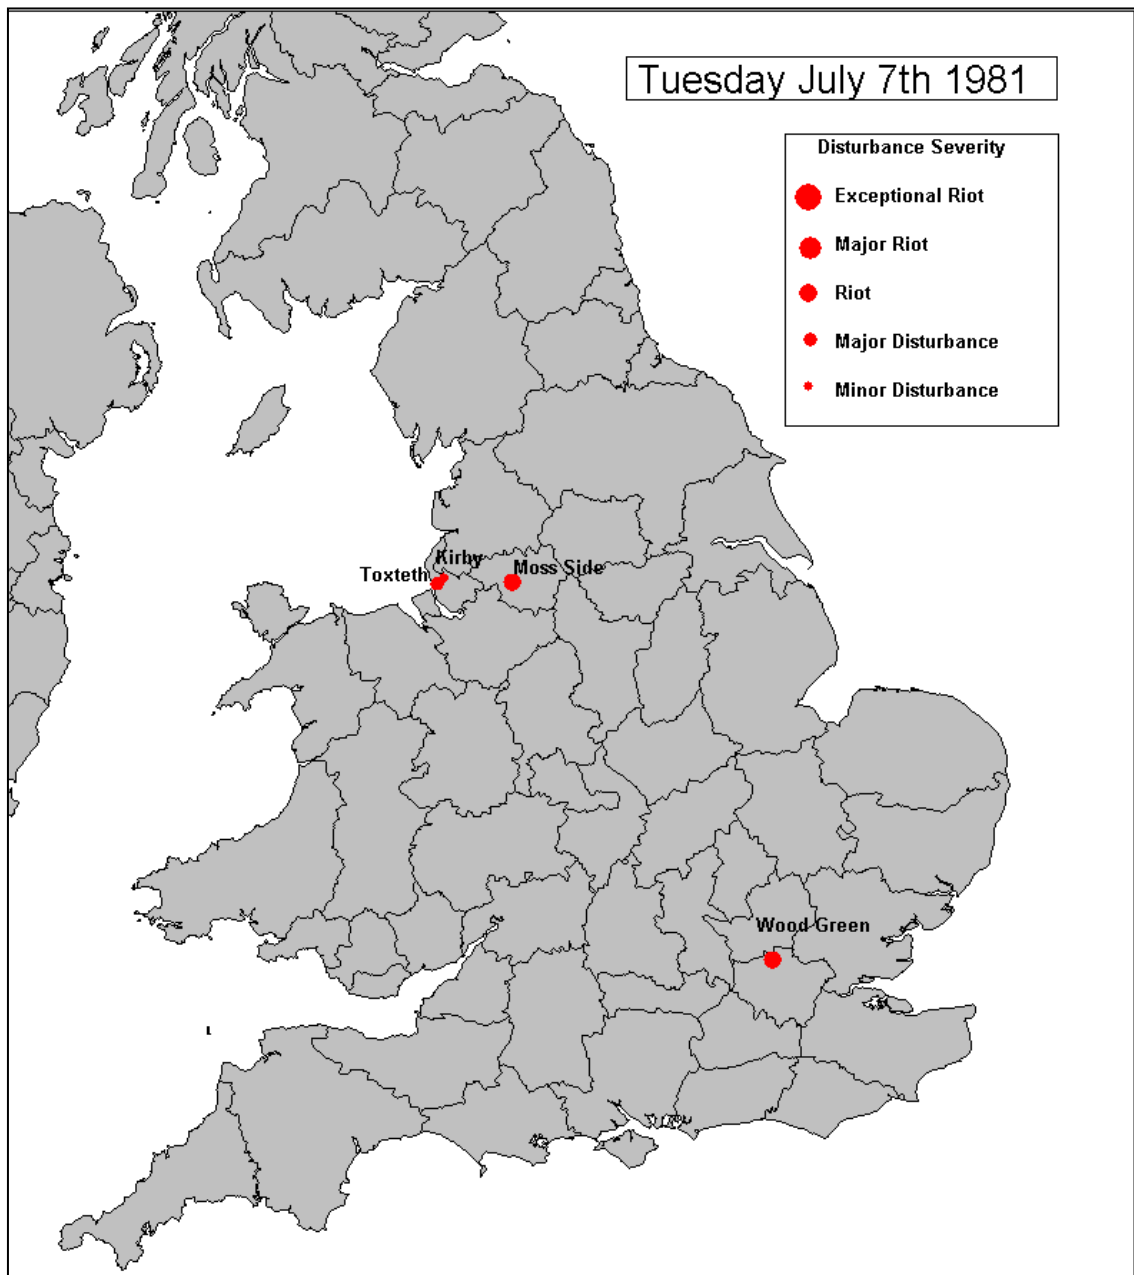 Tuesday July 7th 1981
Disturbance Severity
Exceptional Riot
Major Riot
Riot
Major Disturbance
Minor Disturbance
Kirby
Toxteth
Moss Side
Wood Green